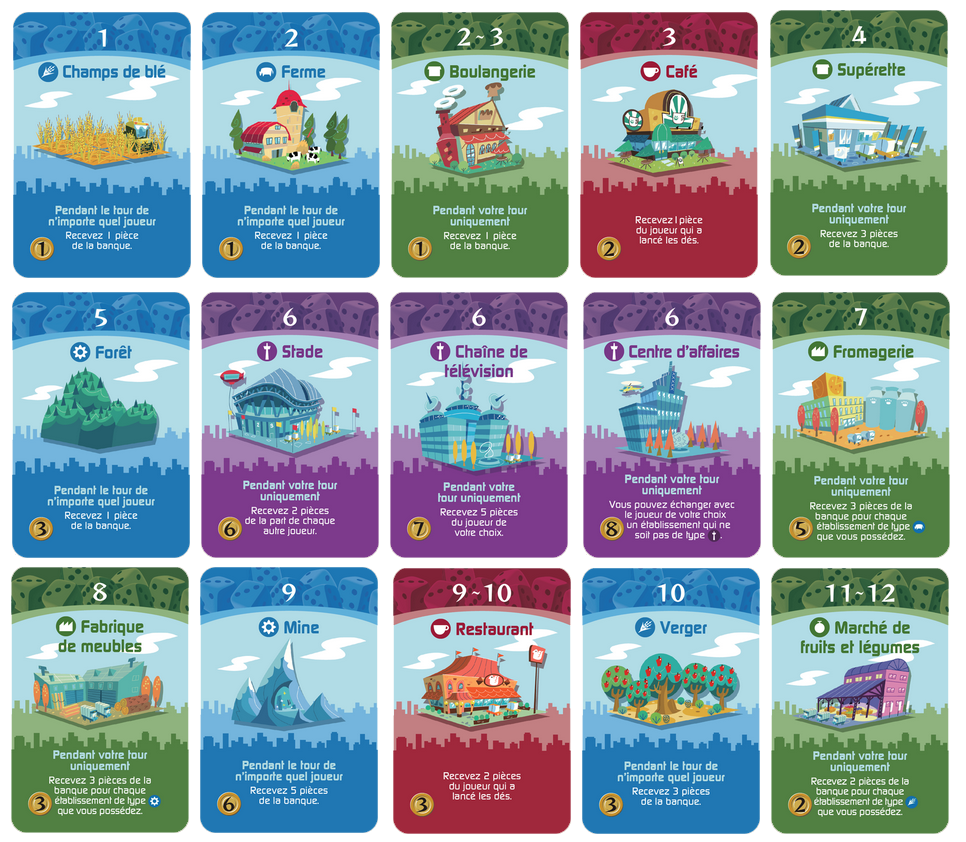 1
Champs de blé
Pendant le tour de
n'importe quel joueur
Recevez 1 pièce
de la banque.
1
2
Ferme
Pendant le tour de
n'importe quel joueur
Recevez 1 pièce
de la banque.
1
2~3
Boulangerie
Pendant votre tour
uniquement
Recevez 1 pièce
de la banque.
1
3
Café
Recevez 1 pièce
du joueur qui a
lancé les dés.
2
4
Supérette
Pendant votre tour
uniquement
Recevez 3 pièces
de la banque.
2
5
Forêt
Pendant le tour de
n'importe quel joueur
Recevez 1 pièce
de la banque.
3
6
Stade
Pendant votre tour
uniquement
Recevez 2 pièces
de la part de chaque
autre joueur.
6
6
Chaîne de
télévision
Pendant votre
tour uniquement
Recevez 5 pièces
du joueur de
votre choix.
7
6
Centre d'affaires
Pendant votre tour
uniquement
Vous pouvez échanger avec
le joueur de votre choix
un établissement qui ne
soit pas de type .
8
7
Fromagerie
Pendant votre tour
uniquement
Recevez 3 pièces de la
banque pour chaque
établissement de type
que vous possédez.
5
8
Fabrique
de meubles
Pendant votre tour
uniquement
Recevez 3 pièces de la
banque pour chaque
établissement de type
que vous possédez.
3
9
Mine
Pendant le tour de
n'importe quel joueur
Recevez 5 pièces
de la banque.
6
9~10
Restaurant
Recevez 2 pièces
du joueur qui a
lancé les dés.
3
10
Verger
Pendant le tour de
n'importe quel joueur
Recevez 3 pièces
de la banque.
3
11~12
Marché de
fruits et légumes
Pendant votre tour
uniquement
Recevez 2 pièces de la
banque pour chaque
établissement de type
que vous possédez.
2